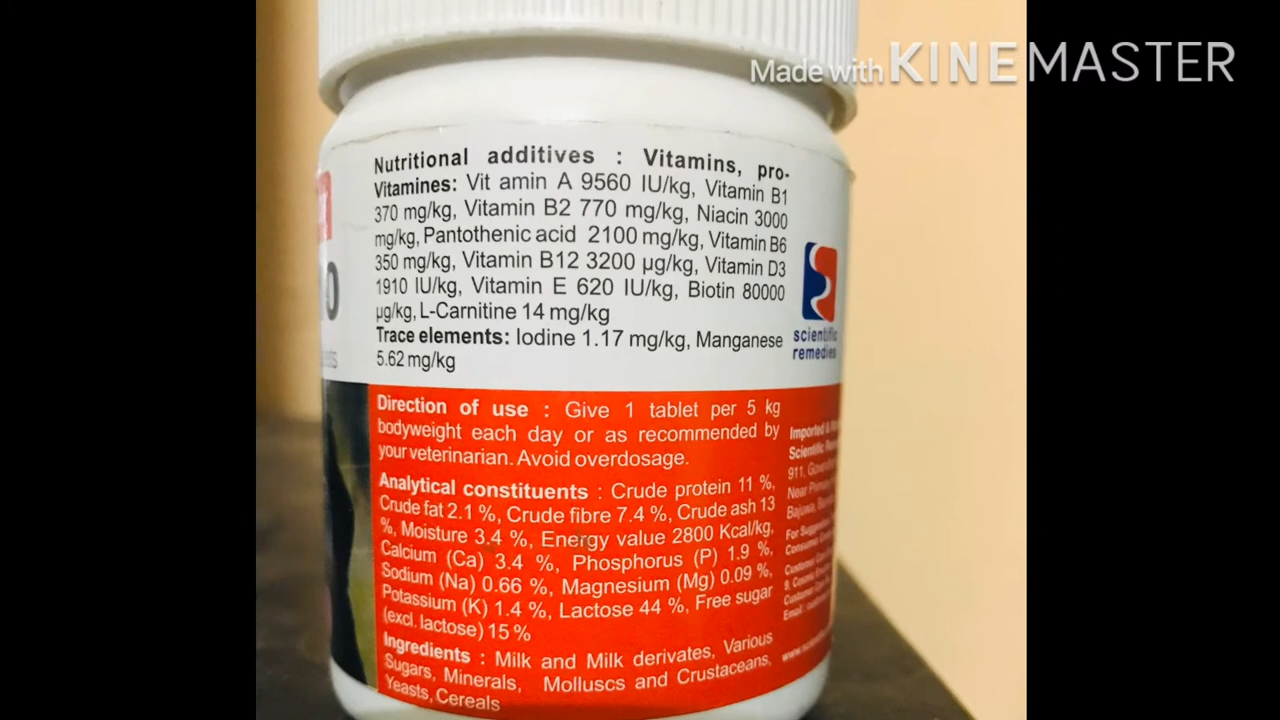 Made with KINEMASTER
Nutritional additives : Vitamins, pro-
Vitamines: Vit amin A 9560 IU/kg, Vitamin B1
370 mg/kg, Vitamin B2 770 mg/kg, Niacin 3000
mg/kg, Pantothenic acid 2100 mg/kg, Vitamin B6
350 mg/kg, Vitamin B12 3200 µg/kg, Vitamin D3
1910 IU/kg, Vitamin E 620 IU/kg, Biotin 80000
µg/kg, L-Carnitine 14 mg/kg
Trace elements: Iodine 1.17 mg/kg, Manganese
5.62 mg/kg
scientific
remedies
Direction of use : Give 1 tablet per 5 kg
bodyweight each day or as recommended by
your veterinarian. Avoid overdosage.
Analytical constituents : Crude protein 11 %,
Crude fat 2.1 %, Crude fibre 7.4 %, Crude ash 13
%, Moisture 3.4 %, Energy value 2800 Kcal/kg,
Calcium (Ca) 3.4 %, Phosphorus (P) 1.9 %,
Sodium (Na) 0.66 %, Magnesium (Mg) 0.09 %,
Potassium (K) 1.4 %, Lactose 44 %, Free sugar
(excl. lactose) 15 %
Ingredients : Milk and Milk derivates, Various
Sugars, Minerals, Molluscs and Crustaceans,
Yeasts, Cereals
Imported &
Scientific
911,
Near
For
Consumer
Customer
Customer
Email :